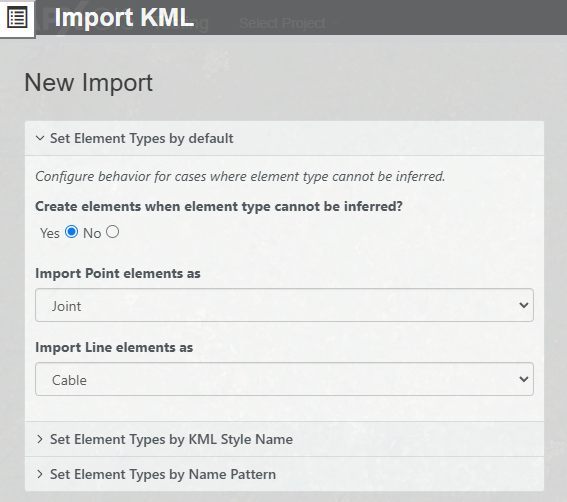 Import KML
Select Project
New Import
Set Element Types by default
Configure behavior for cases where element type cannot be inferred.
Create elements when element type cannot be inferred?
Yes No
Import Point elements as
Joint
Import Line elements as
Cable
Set Element Types by KML Style Name
Set Element Types by Name Pattern